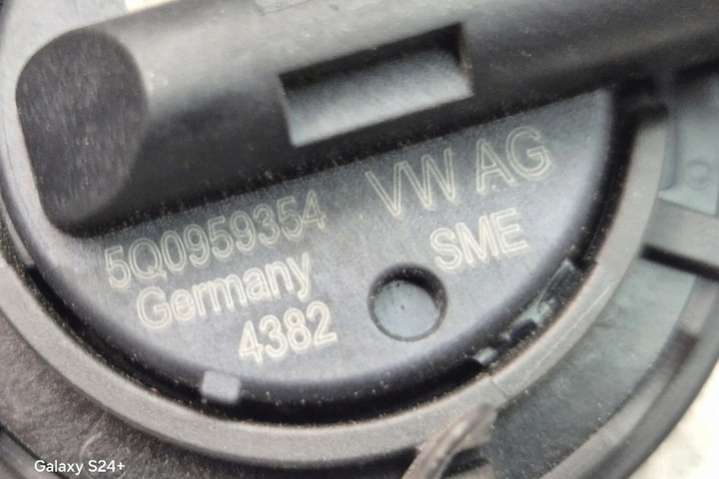 VW AG
5Q0959354
SME
Germany
4382
Galaxy S24+